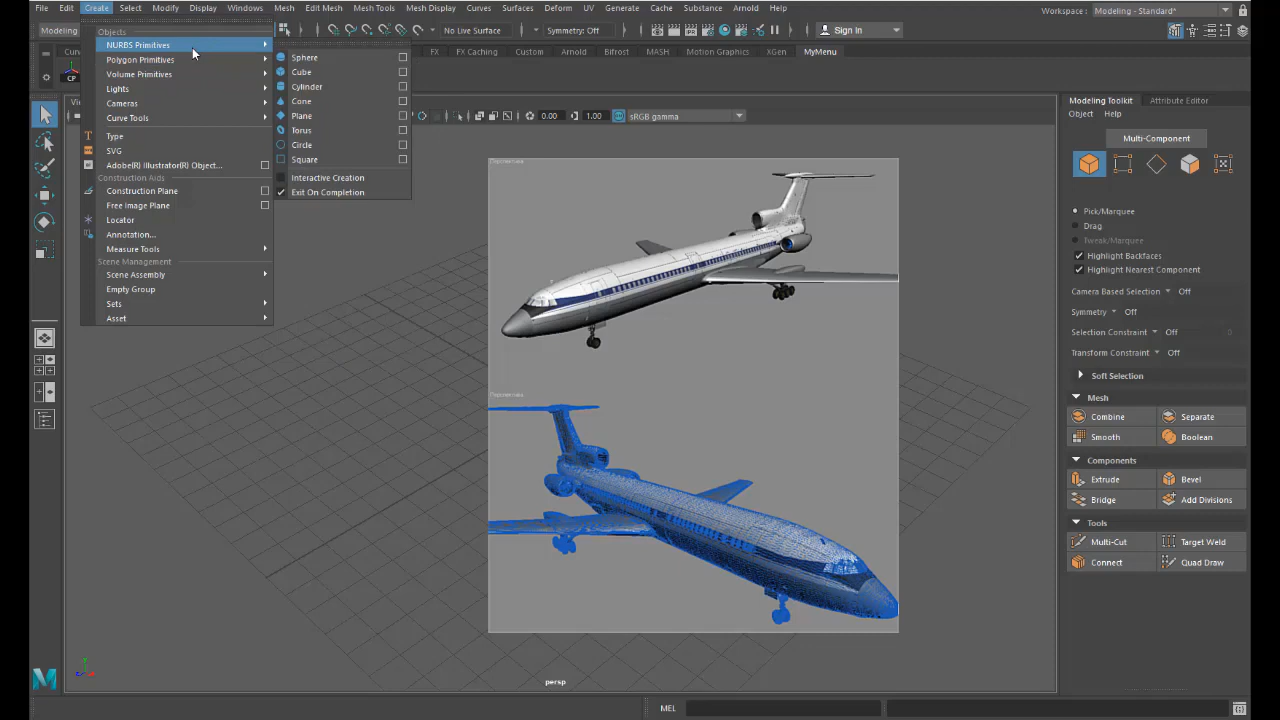 File Edit Create Select Modify Display Windows Mesh Edit Mesh Mesh Tools Mesh Display Curves Surfaces Deform UV Generate Cache Substance Arnold Help
Workspace : Modeling - Standard*
Modeling
No Live Surface
Symmetry: Off
Sign In
FX FX Caching Custom Arnold Bifrost MASH Motion Graphics XGen MyMenu
CP
Objects
NURBS Primitives
Polygon Primitives
Volume Primitives
Lights
Cameras
Curve Tools
Type
SVG
Adobe(R) Illustrator(R) Object...
Construction Aids
Construction Plane
Free Image Plane
Locator
Annotation...
Measure Tools
Scene Management
Scene Assembly
Empty Group
Sets
Asset
Sphere
Cube
Cylinder
Cone
Plane
Torus
Circle
Square
Interactive Creation
Exit On Completion
0.00 1.00 sRGB gamma
Перспектива
Перспектива
persp
Modeling Toolkit Attribute Editor
Object Help
Multi-Component
Pick/Marquee
Drag
Tweak/Marquee
Highlight Backfaces
Highlight Nearest Component
Camera Based Selection Off
Symmetry Off
Selection Constraint Off 0
Transform Constraint Off
Soft Selection
Mesh
Combine Separate
Smooth Boolean
Components
Extrude Bevel
Bridge Add Divisions
Tools
Multi-Cut Target Weld
Connect Quad Draw
MEL